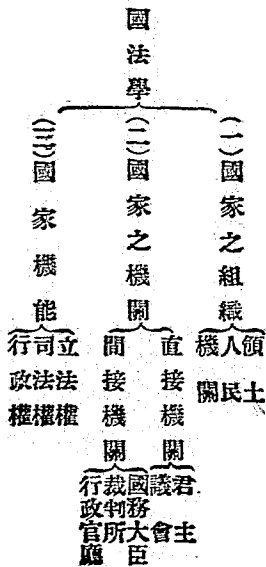 國法學
(一)國家之組織
領土
人民
機關
(二)國家之機關
直接機關
君主
議會
間接機關
國務大臣
裁判所
行政官廳
(三)國家機能
立法權
司法權
行政權